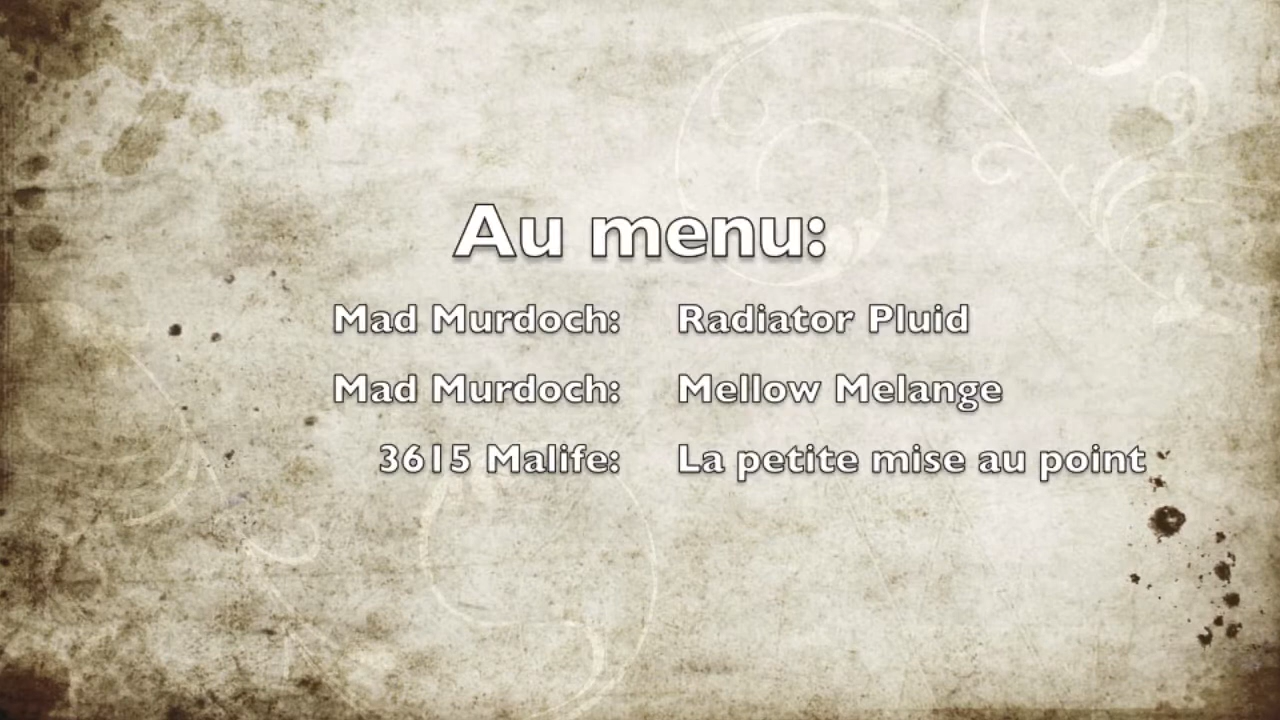 Au menu:
Mad Murdoch: Radiator Pluid
Mad Murdoch: Mellow Melange
3615 Malife: La petite mise au point